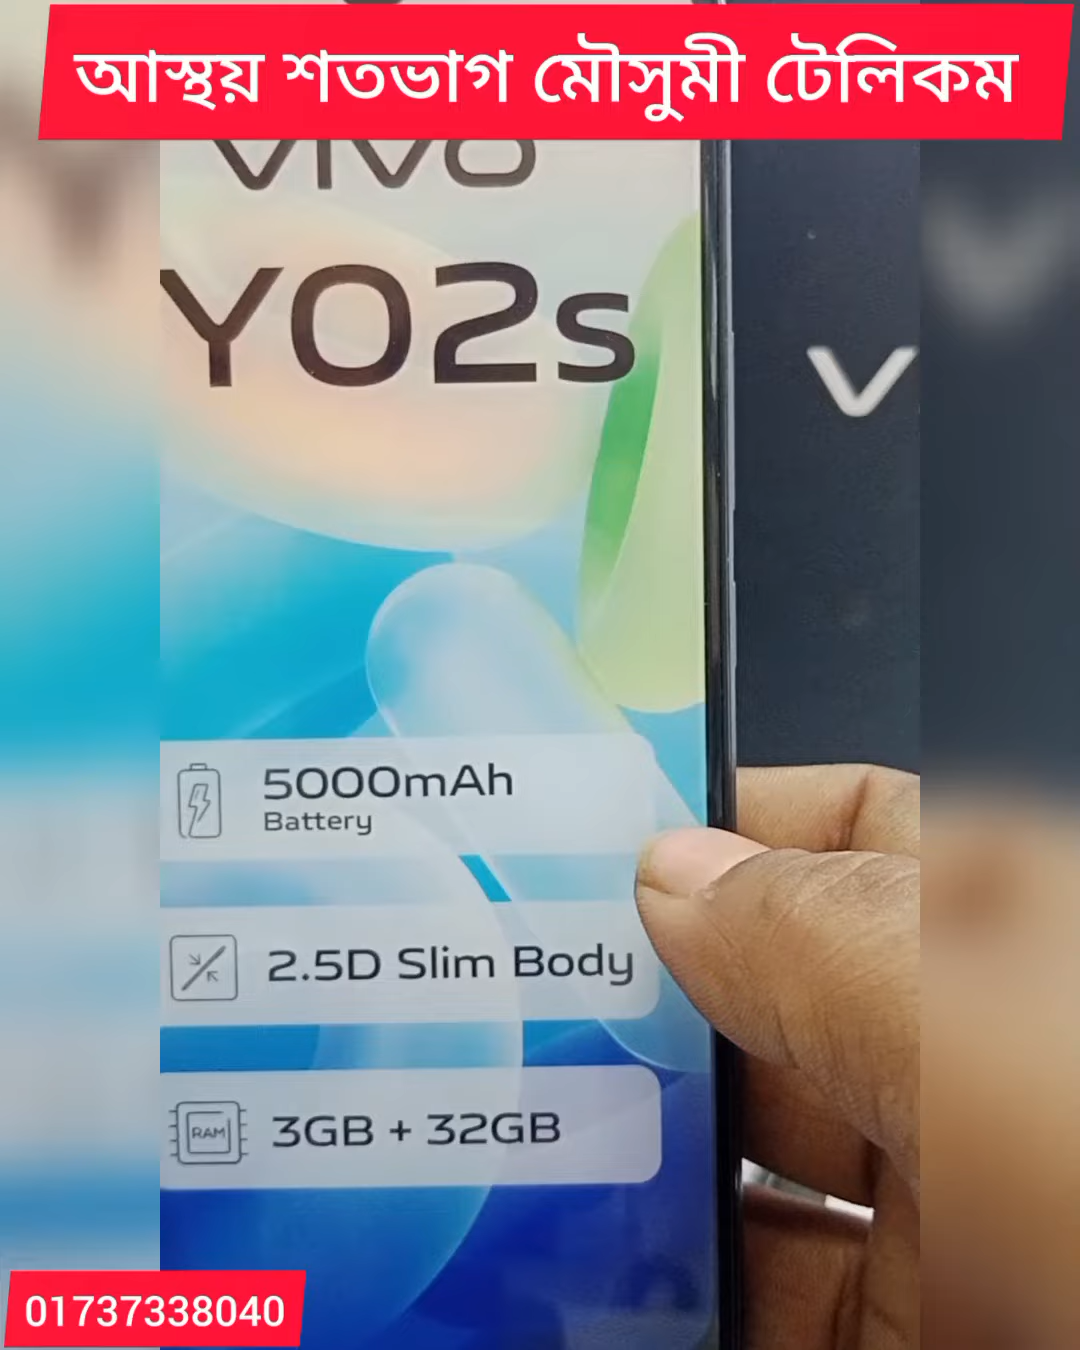 আস্থয় শতভাগ মৌসুমী টেলিকম
vivo
Y02s
V
5000mAh
Battery
2.5D Slim Body
RAM
3GB + 32GB
01737338040